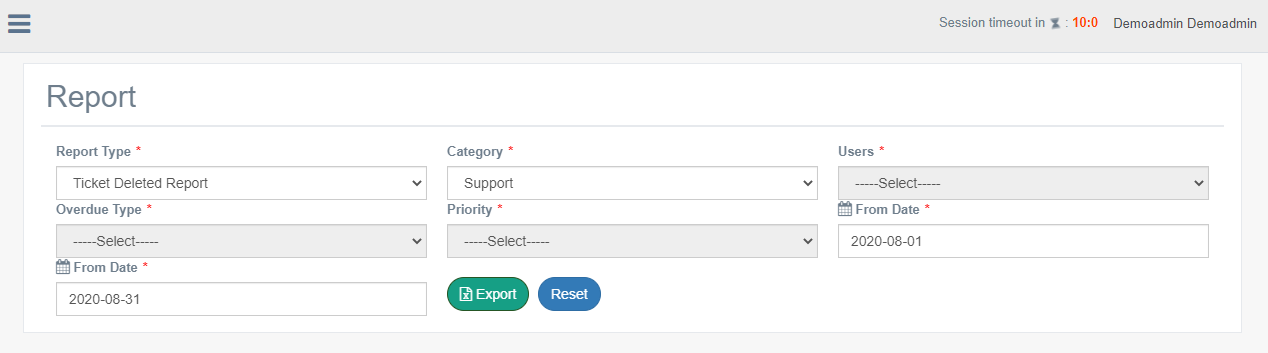 Session timeout in : 10:0 Demoadmin Demoadmin
Report
Report Type * Category * Users *
Ticket Deleted Report Support -----Select-----
Overdue Type * Priority * From Date *
-----Select----- -----Select----- 2020-08-01
From Date *
2020-08-31 Export Reset